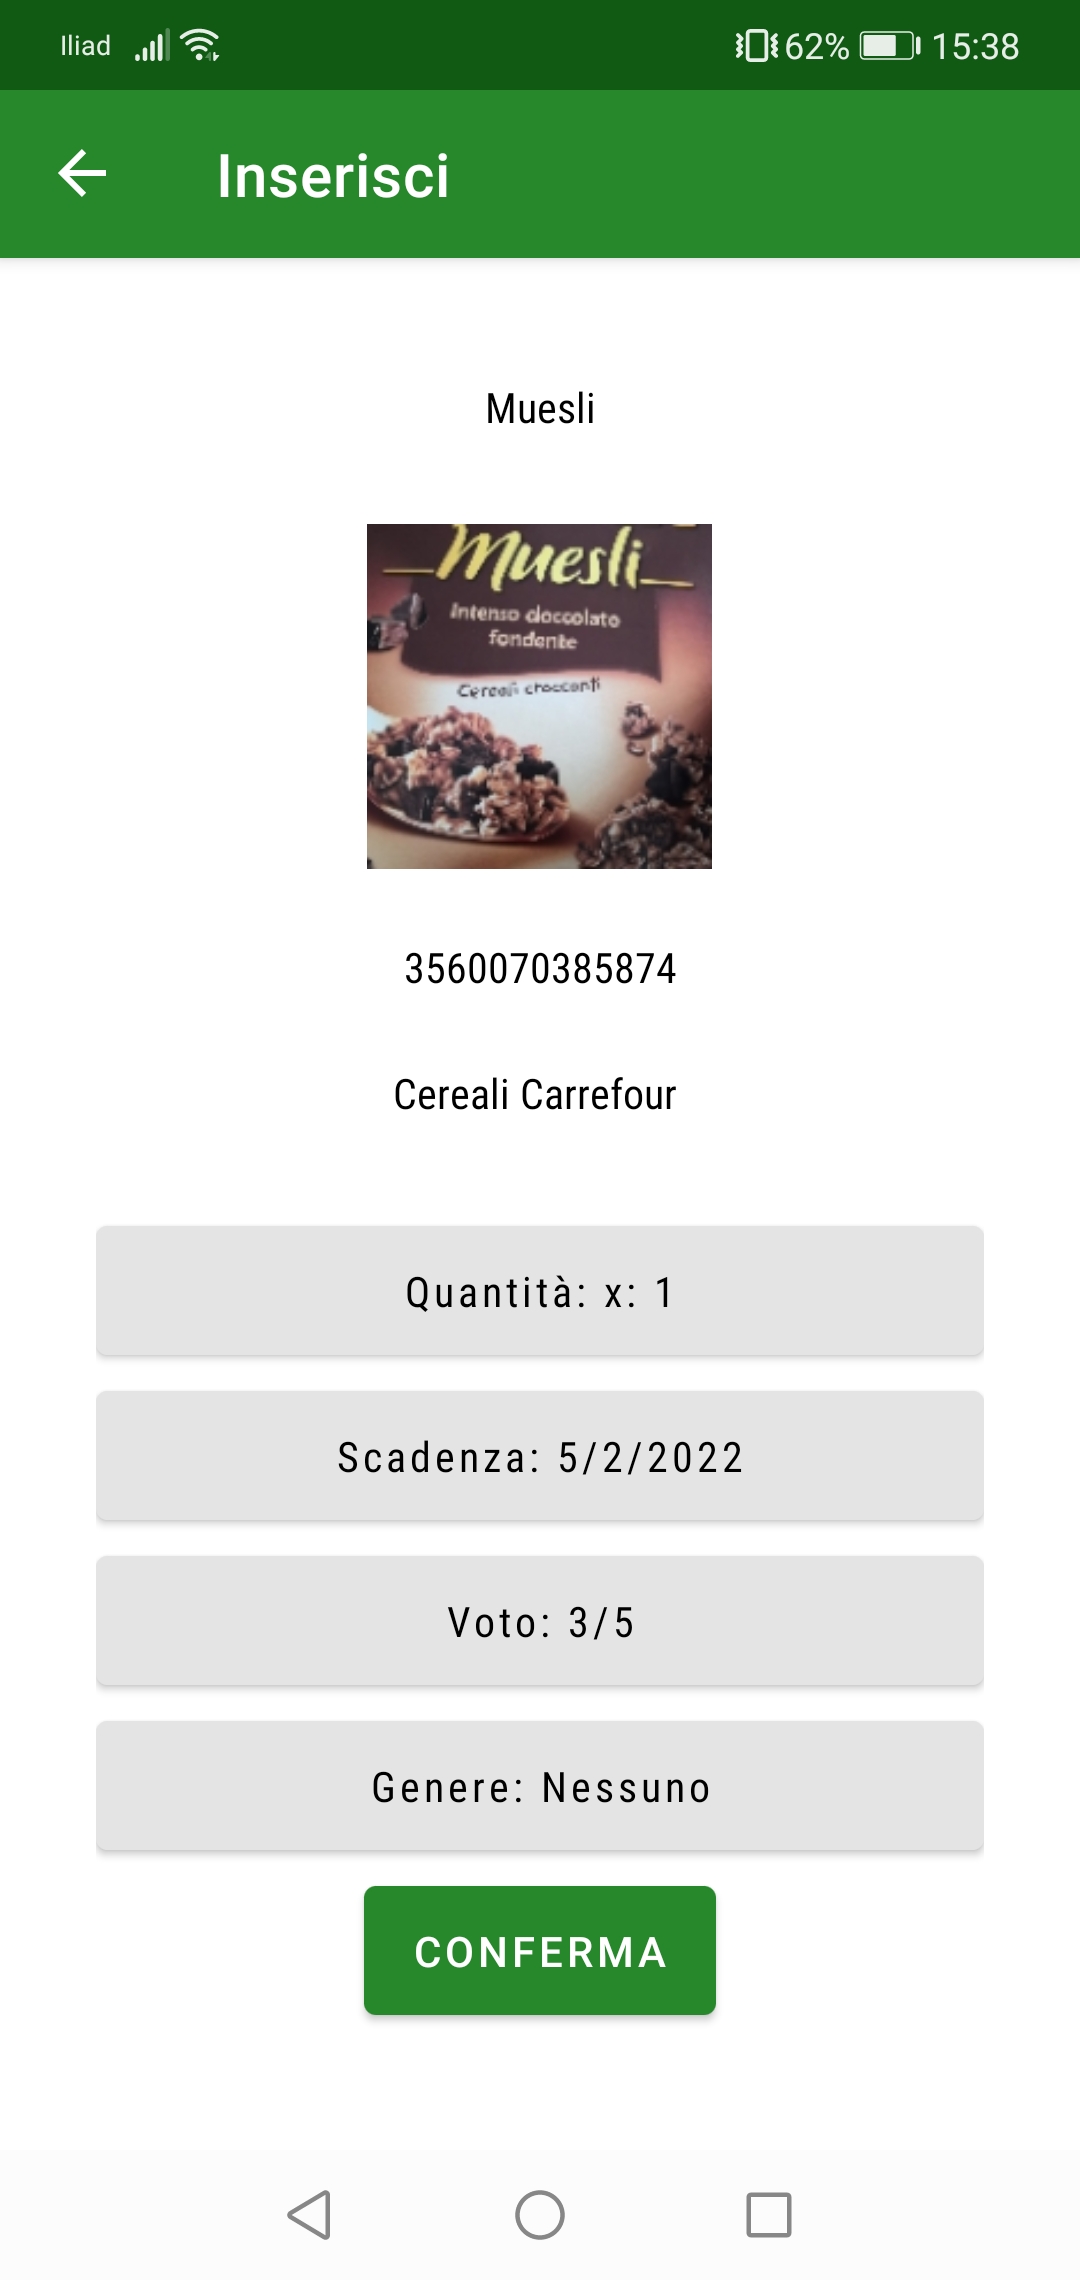 Iliad 62% 15:38
Inserisci
Muesli
Muesli
Intenso cioccolato
fondente
Cereali croccanti
3560070385874
Cereali Carrefour
Quantità: x: 1
Scadenza: 5/2/2022
Voto: 3/5
Genere: Nessuno
CONFERMA